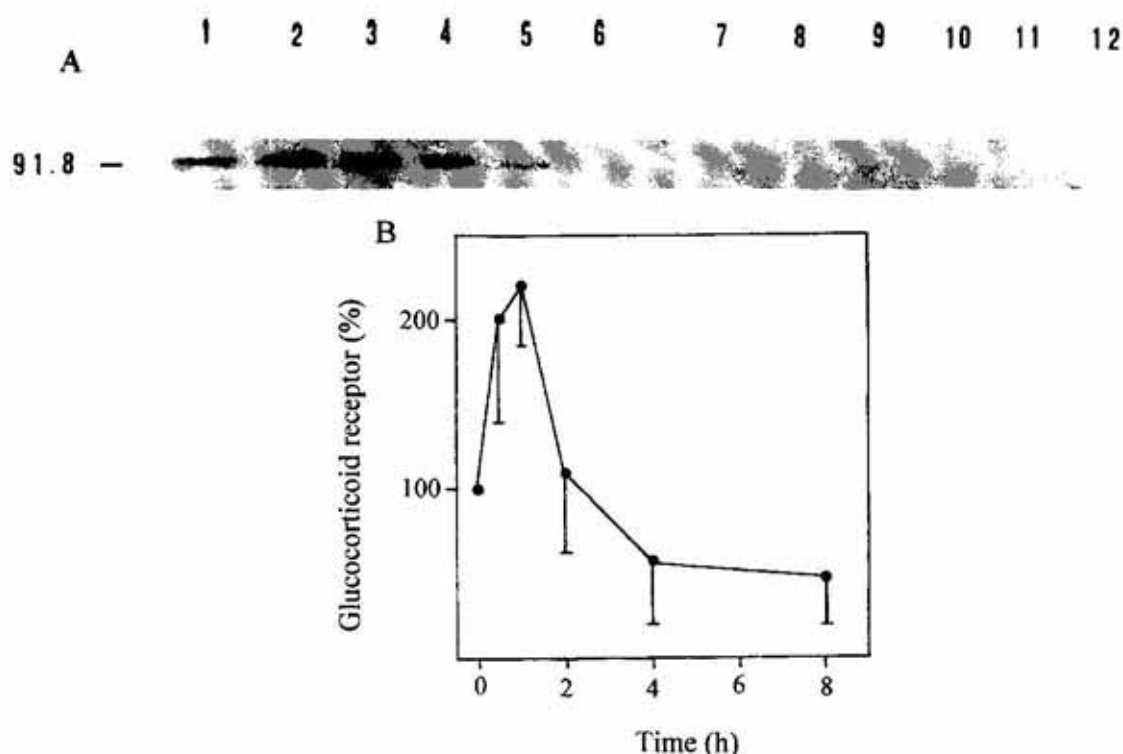 1 2 3 4 5 6 7 8 9 10 11 12
A
91.8 —
B
Glucocorticoid receptor (%)
200
100
0 2 4 6 8
Time (h)